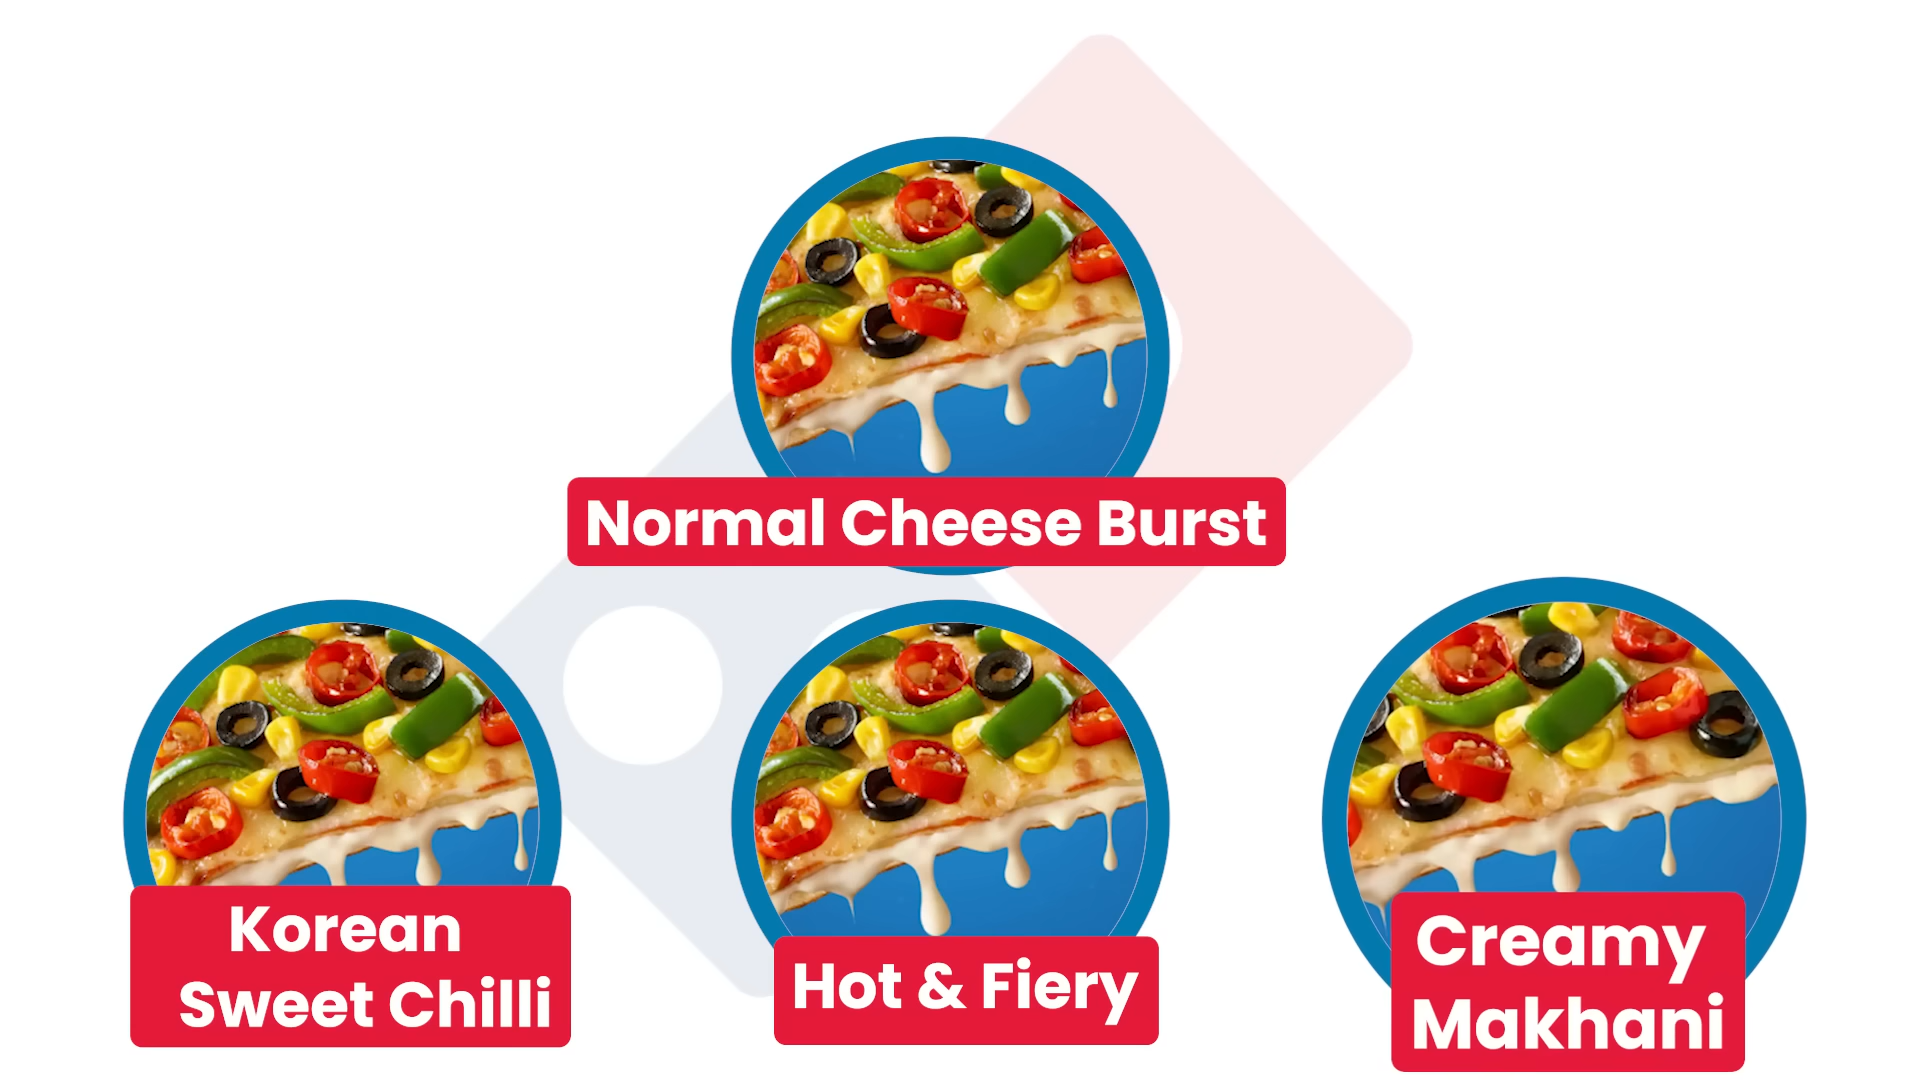 Normal Cheese Burst
Korean
Sweet Chilli
Hot & Fiery
Creamy
Makhani